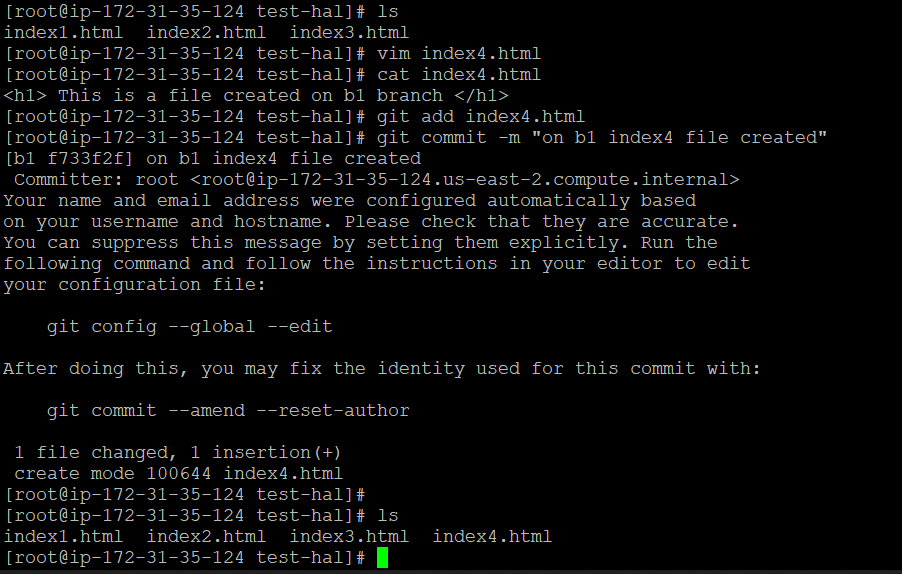 [root@ip-172-31-35-124 test-hal]# ls
index1.html  index2.html  index3.html
[root@ip-172-31-35-124 test-hal]# vim index4.html
[root@ip-172-31-35-124 test-hal]# cat index4.html
<h1> This is a file created on b1 branch </h1>
[root@ip-172-31-35-124 test-hal]# git add index4.html
[root@ip-172-31-35-124 test-hal]# git commit -m "on b1 index4 file created"
[b1 f733f2f] on b1 index4 file created
 Committer: root <root@ip-172-31-35-124.us-east-2.compute.internal>
Your name and email address were configured automatically based
on your username and hostname. Please check that they are accurate.
You can suppress this message by setting them explicitly. Run the
following command and follow the instructions in your editor to edit
your configuration file:

    git config --global --edit

After doing this, you may fix the identity used for this commit with:

    git commit --amend --reset-author

 1 file changed, 1 insertion(+)
 create mode 100644 index4.html
[root@ip-172-31-35-124 test-hal]#
[root@ip-172-31-35-124 test-hal]# ls
index1.html  index2.html  index3.html  index4.html
[root@ip-172-31-35-124 test-hal]#